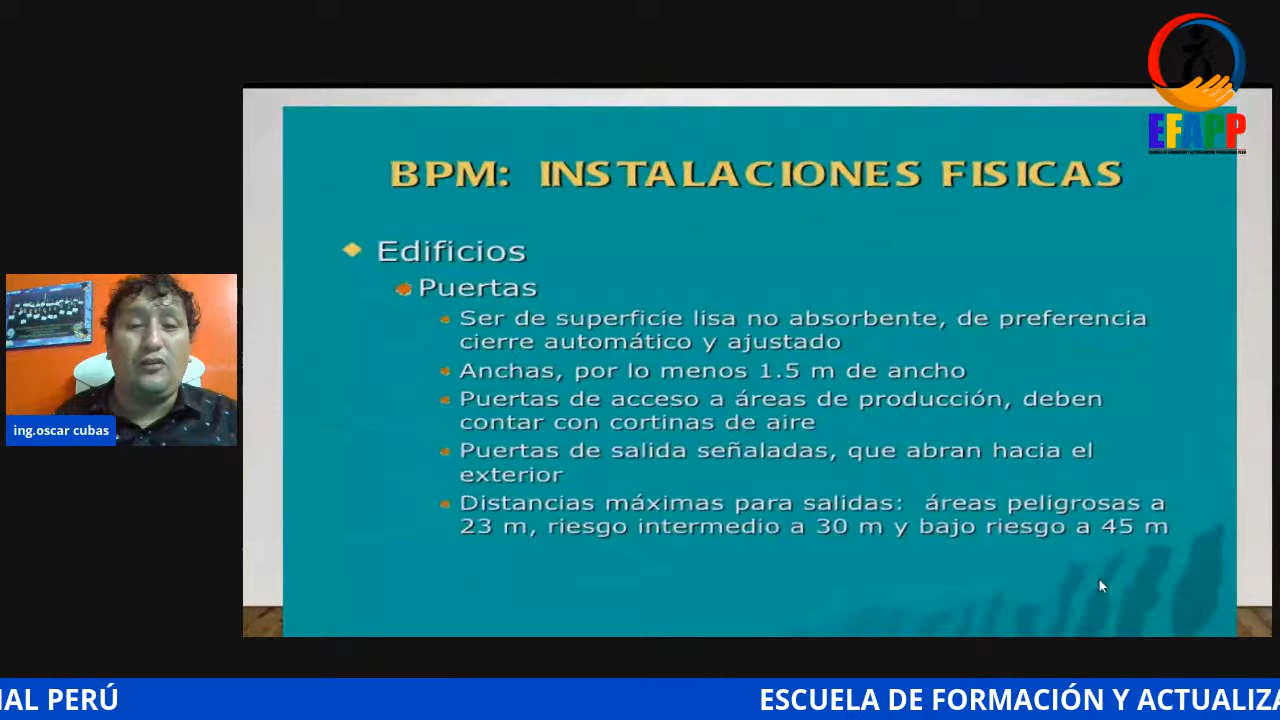 EFAPP
BPM: INSTALACIONES FISICAS
Edificios
Puertas
Ser de superficie lisa no absorbente, de preferencia
cierre automático y ajustado
Anchas, por lo menos 1.5 m de ancho
Puertas de acceso a áreas de producción, deben
contar con cortinas de aire
Puertas de salida señaladas, que abran hacia el
exterior
Distancias máximas para salidas: áreas peligrosas a
23 m, riesgo intermedio a 30 m y bajo riesgo a 45 m
ing.oscar cubas
NAL PERÚ
ESCUELA DE FORMACIÓN Y ACTUALIZA